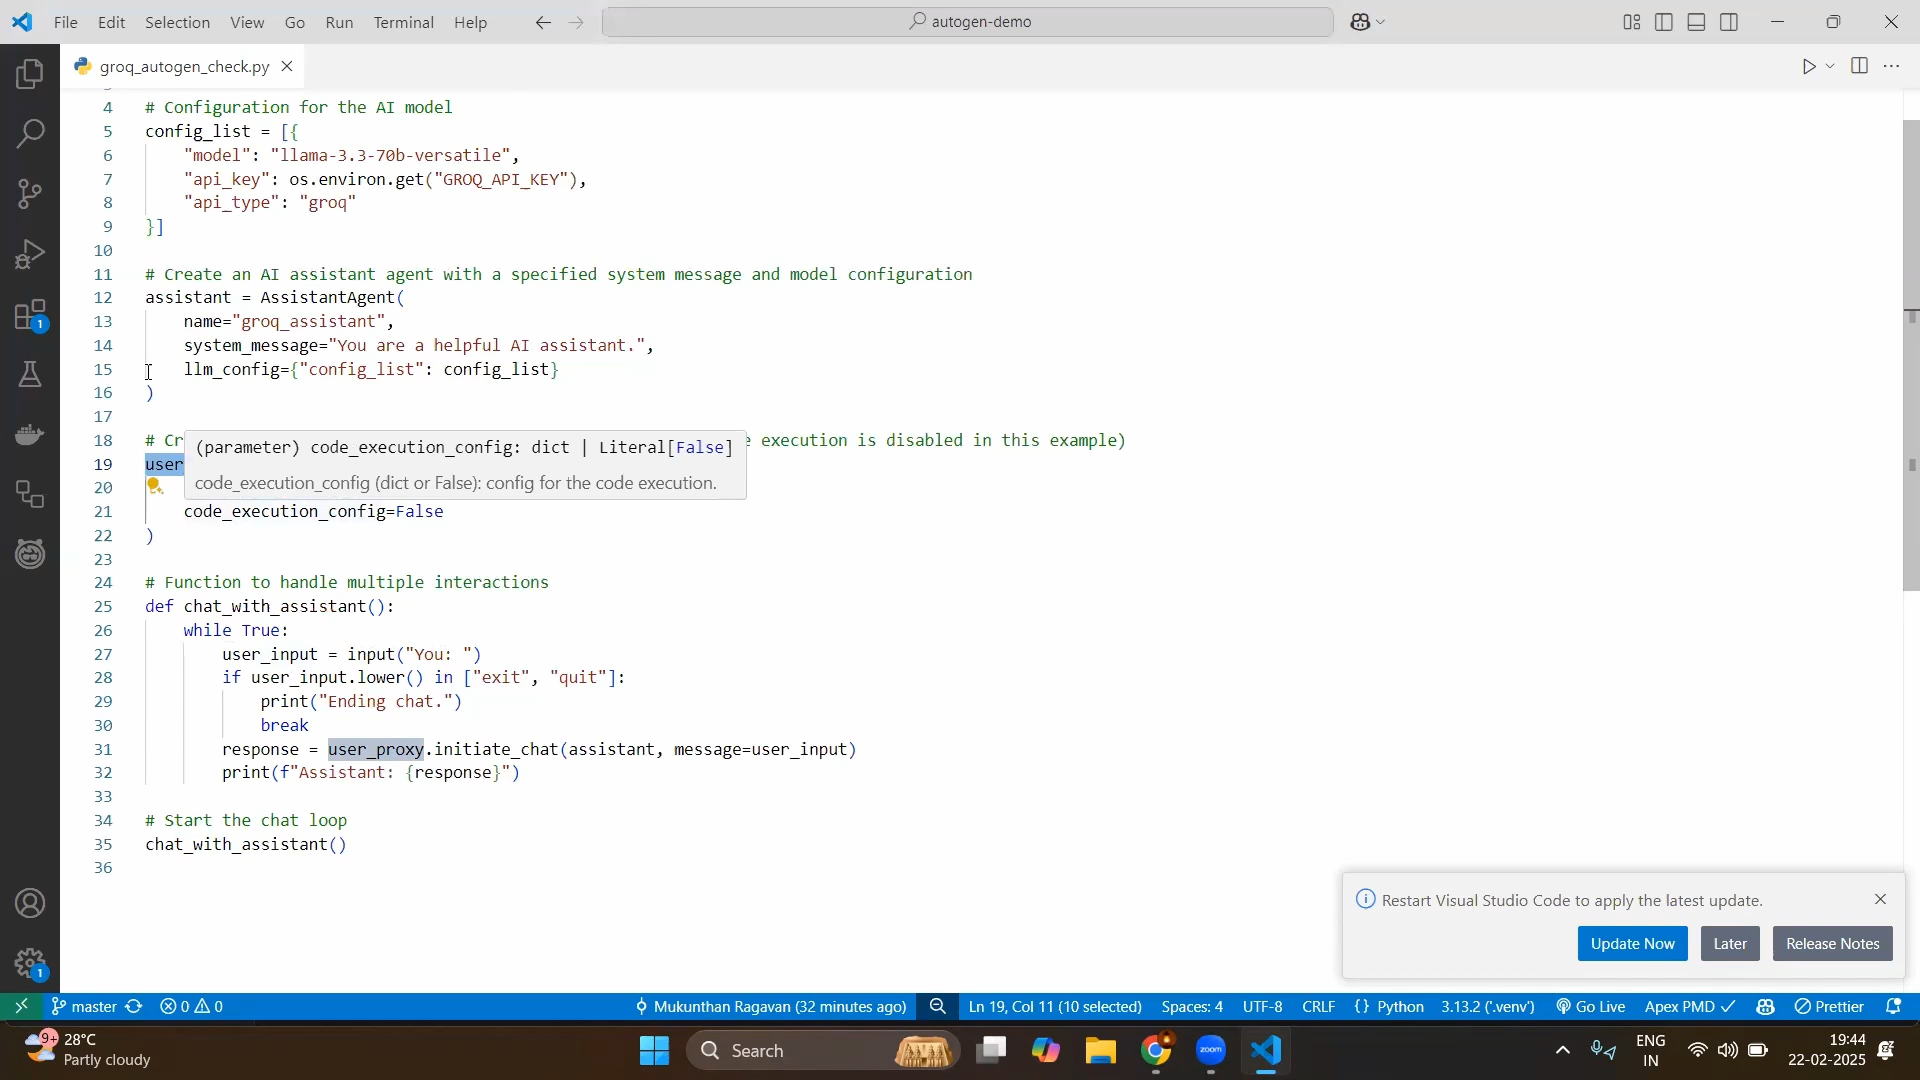 File Edit Selection View Go Run Terminal Help
autogen-demo
groq_autogen_check.py
4 # Configuration for the AI model
5 config_list = [{
6 "model": "llama-3.3-70b-versatile",
7 "api_key": os.environ.get("GROQ_API_KEY"),
8 "api_type": "groq"
9 }]
10
11 # Create an AI assistant agent with a specified system message and model configuration
12 assistant = AssistantAgent(
13 name="groq_assistant",
14 system_message="You are a helpful AI assistant.",
15 llm_config={"config_list": config_list}
16 )
17
18 # Cr
(parameter) code_execution_config: dict | Literal[False]
execution is disabled in this example)
19 user
code_execution_config (dict or False): config for the code execution.
20
21 code_execution_config=False
22 )
23
24 # Function to handle multiple interactions
25 def chat_with_assistant():
26 while True:
27 user_input = input("You: ")
28 if user_input.lower() in ["exit", "quit"]:
29 print("Ending chat.")
30 break
31 response = user_proxy.initiate_chat(assistant, message=user_input)
32 print(f"Assistant: {response}")
33
34 # Start the chat loop
35 chat_with_assistant()
36
1
1
Restart Visual Studio Code to apply the latest update.
Update Now Later Release Notes
master 0 0 Mukunthan Ragavan (32 minutes ago) Ln 19, Col 11 (10 selected) Spaces: 4 UTF-8 CRLF {} Python 3.13.2 ('.venv') Go Live Apex PMD Prettier
9+ 28°C
Partly cloudy
Search
zoom
ENG
IN
19:44
22-02-2025